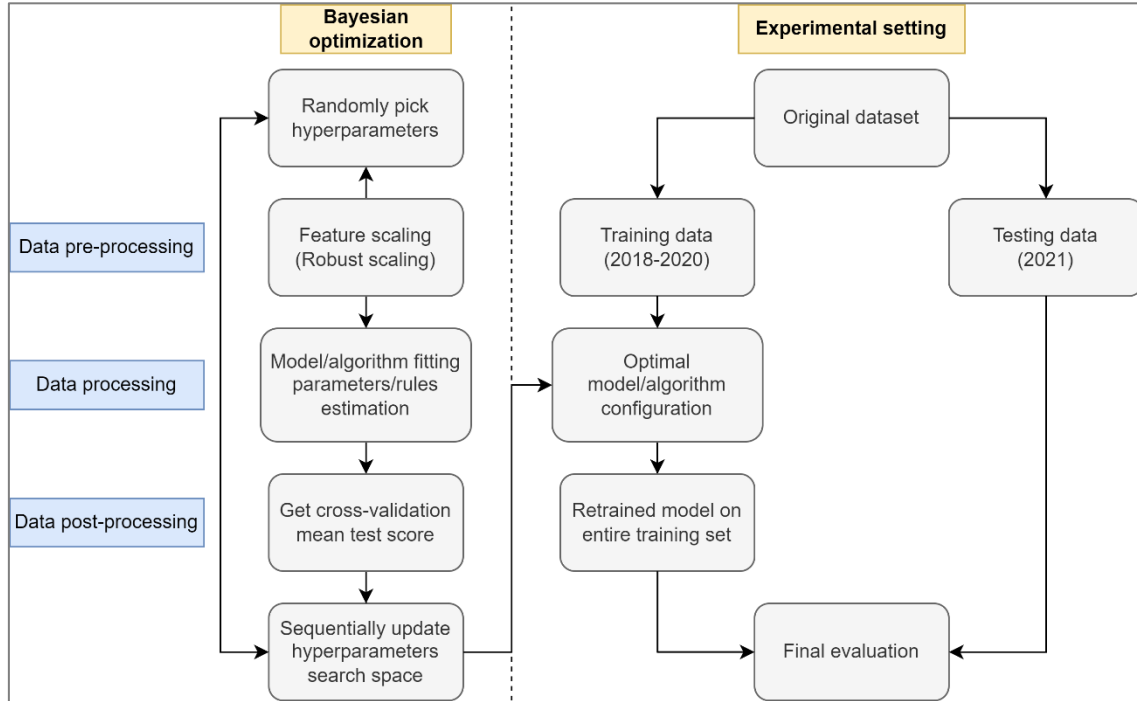 Bayesian
optimization
Experimental setting
Randomly pick
hyperparameters
Original dataset
Data pre-processing
Feature scaling
(Robust scaling)
Training data
(2018-2020)
Testing data
(2021)
Data processing
Model/algorithm fitting
parameters/rules
estimation
Optimal
model/algorithm
configuration
Data post-processing
Get cross-validation
mean test score
Retrained model on
entire training set
Sequentially update
hyperparameters
search space
Final evaluation